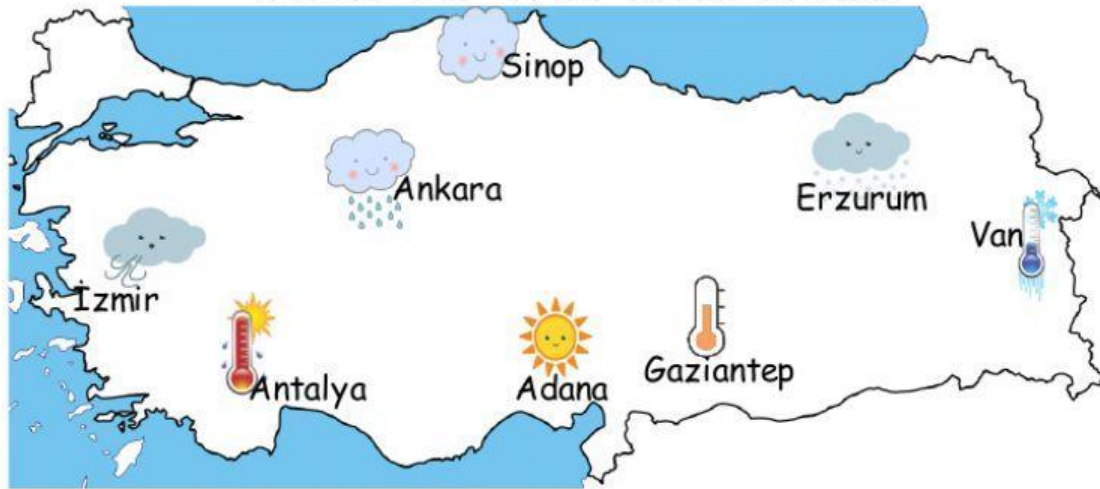 Sinop
Ankara
Erzurum
Van
İzmir
Antalya
Adana
Gaziantep